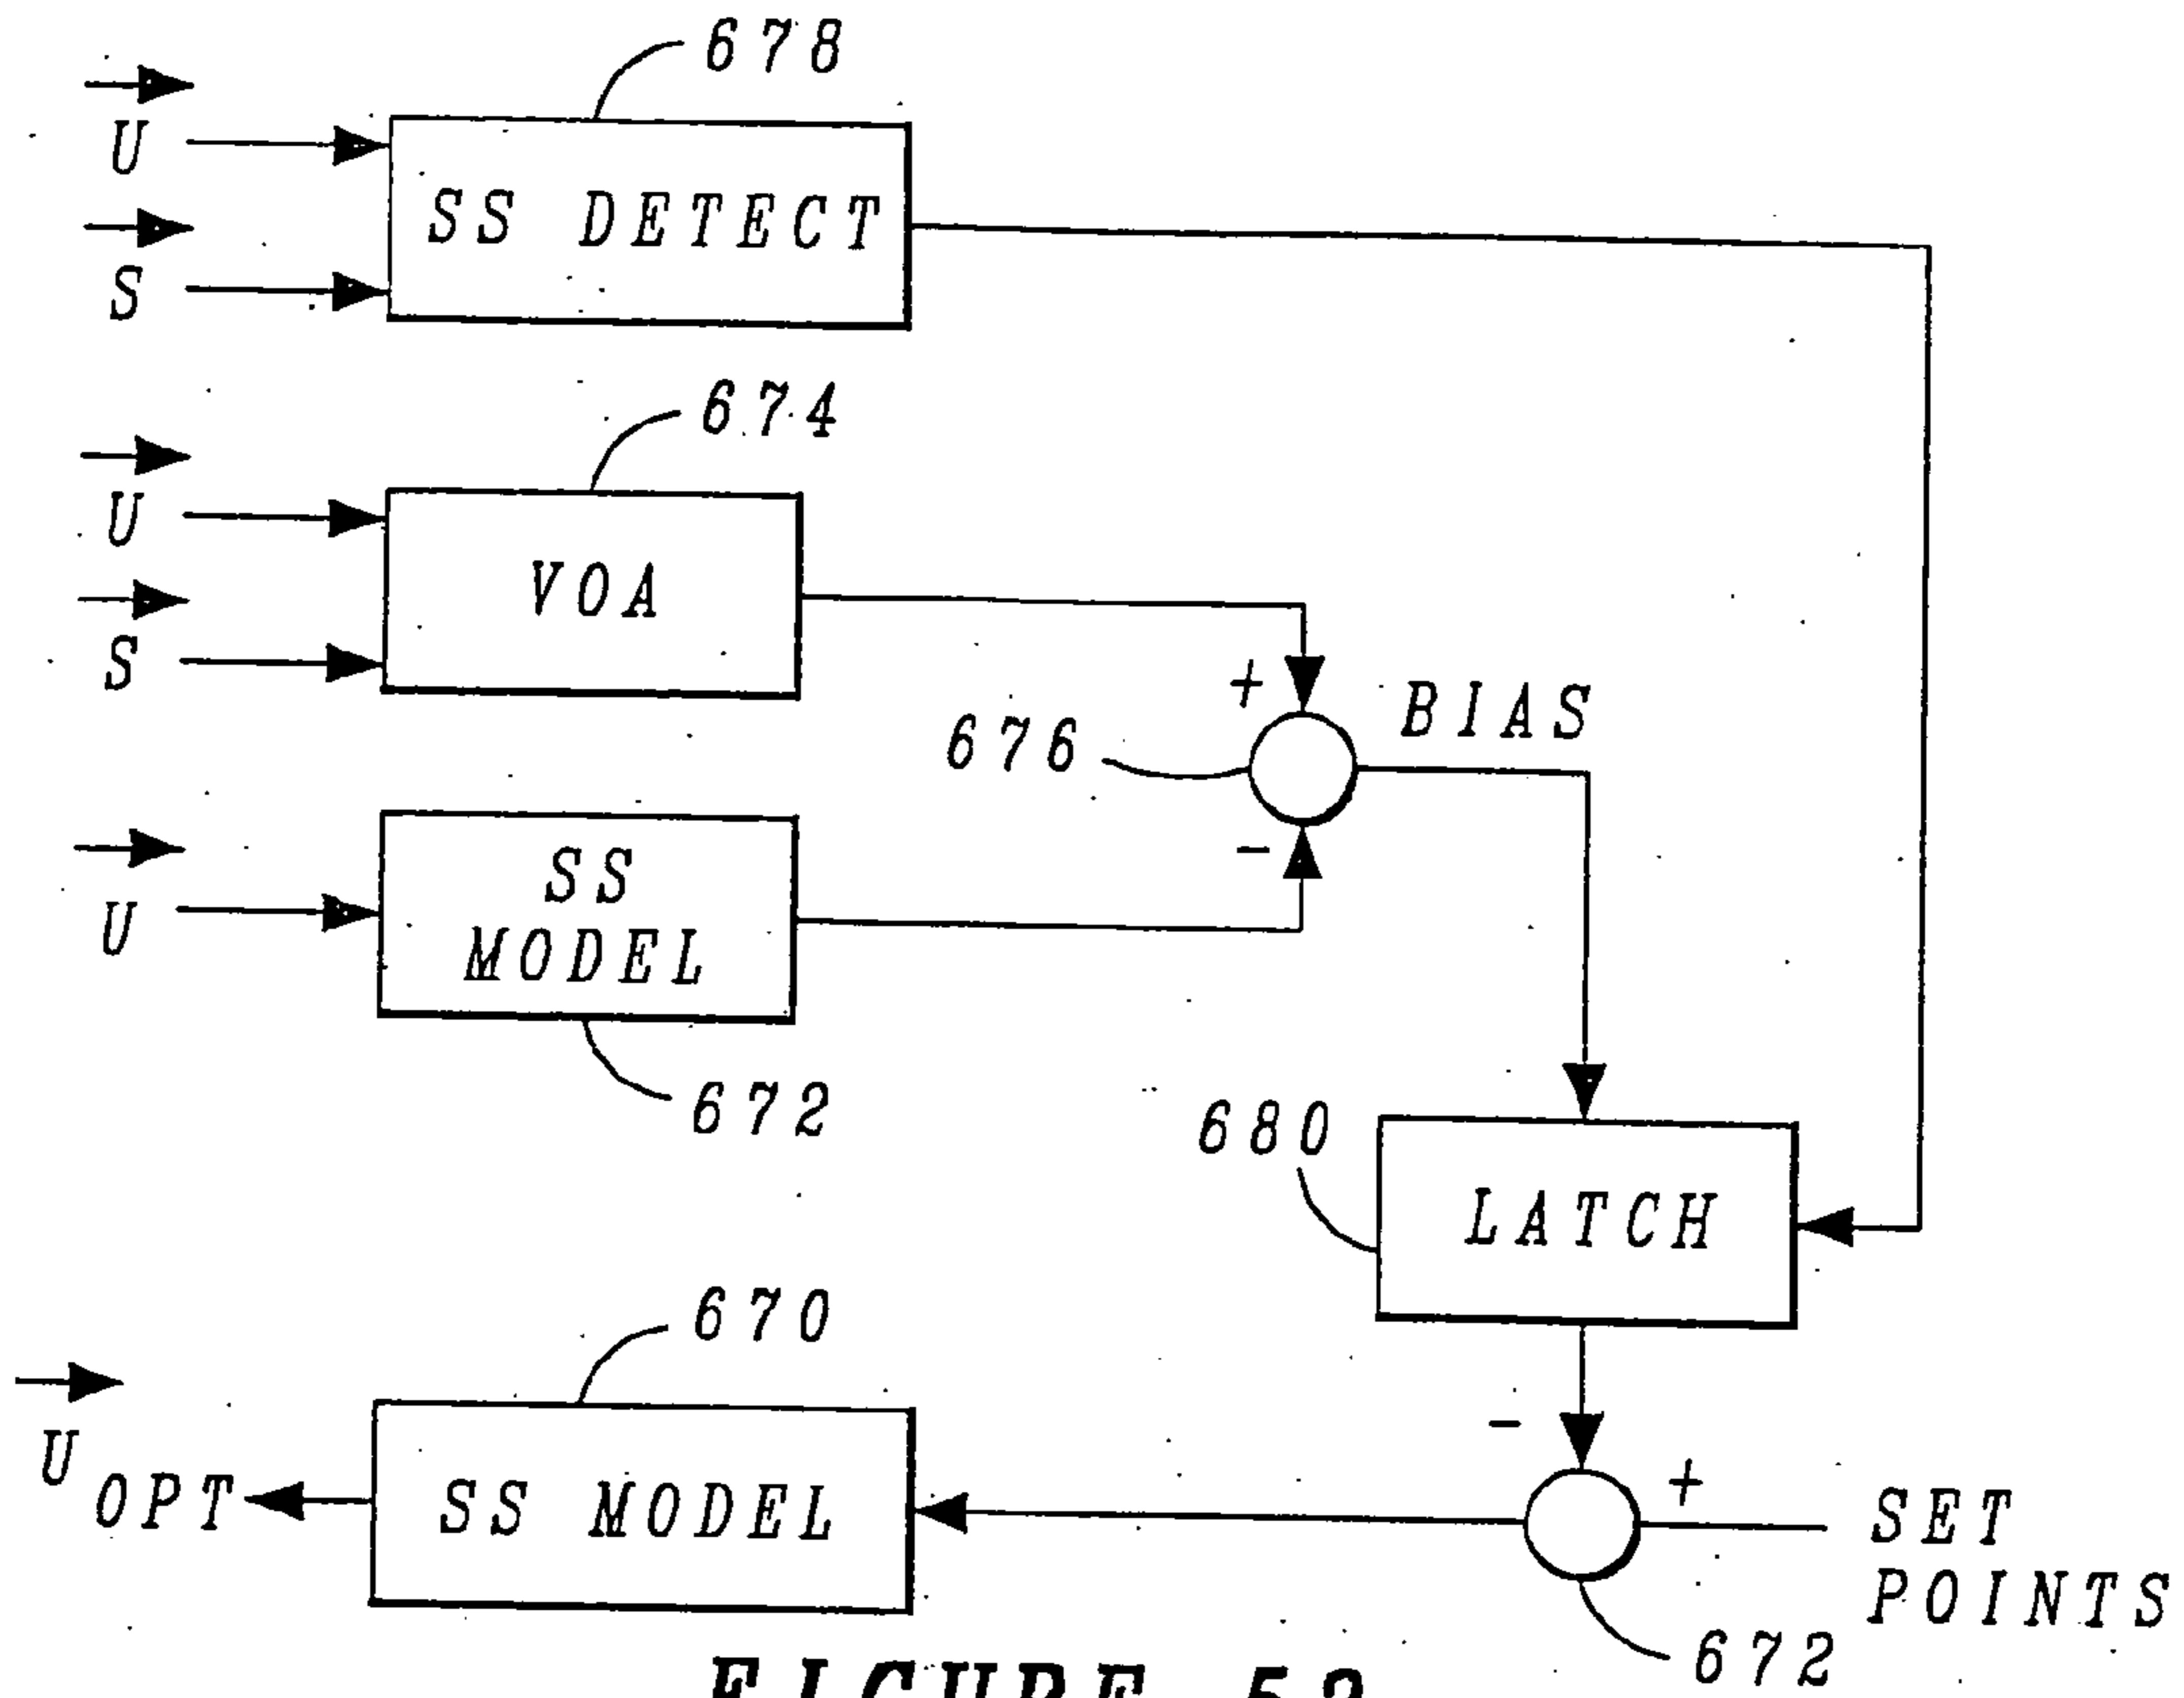 678
U
SS DETECT
S
674
U
VOA
S
+
BIAS
676
-
SS
MODEL
U
672
680
LATCH
670
-
+
U OPT
SS MODEL
SET
POINTS
672